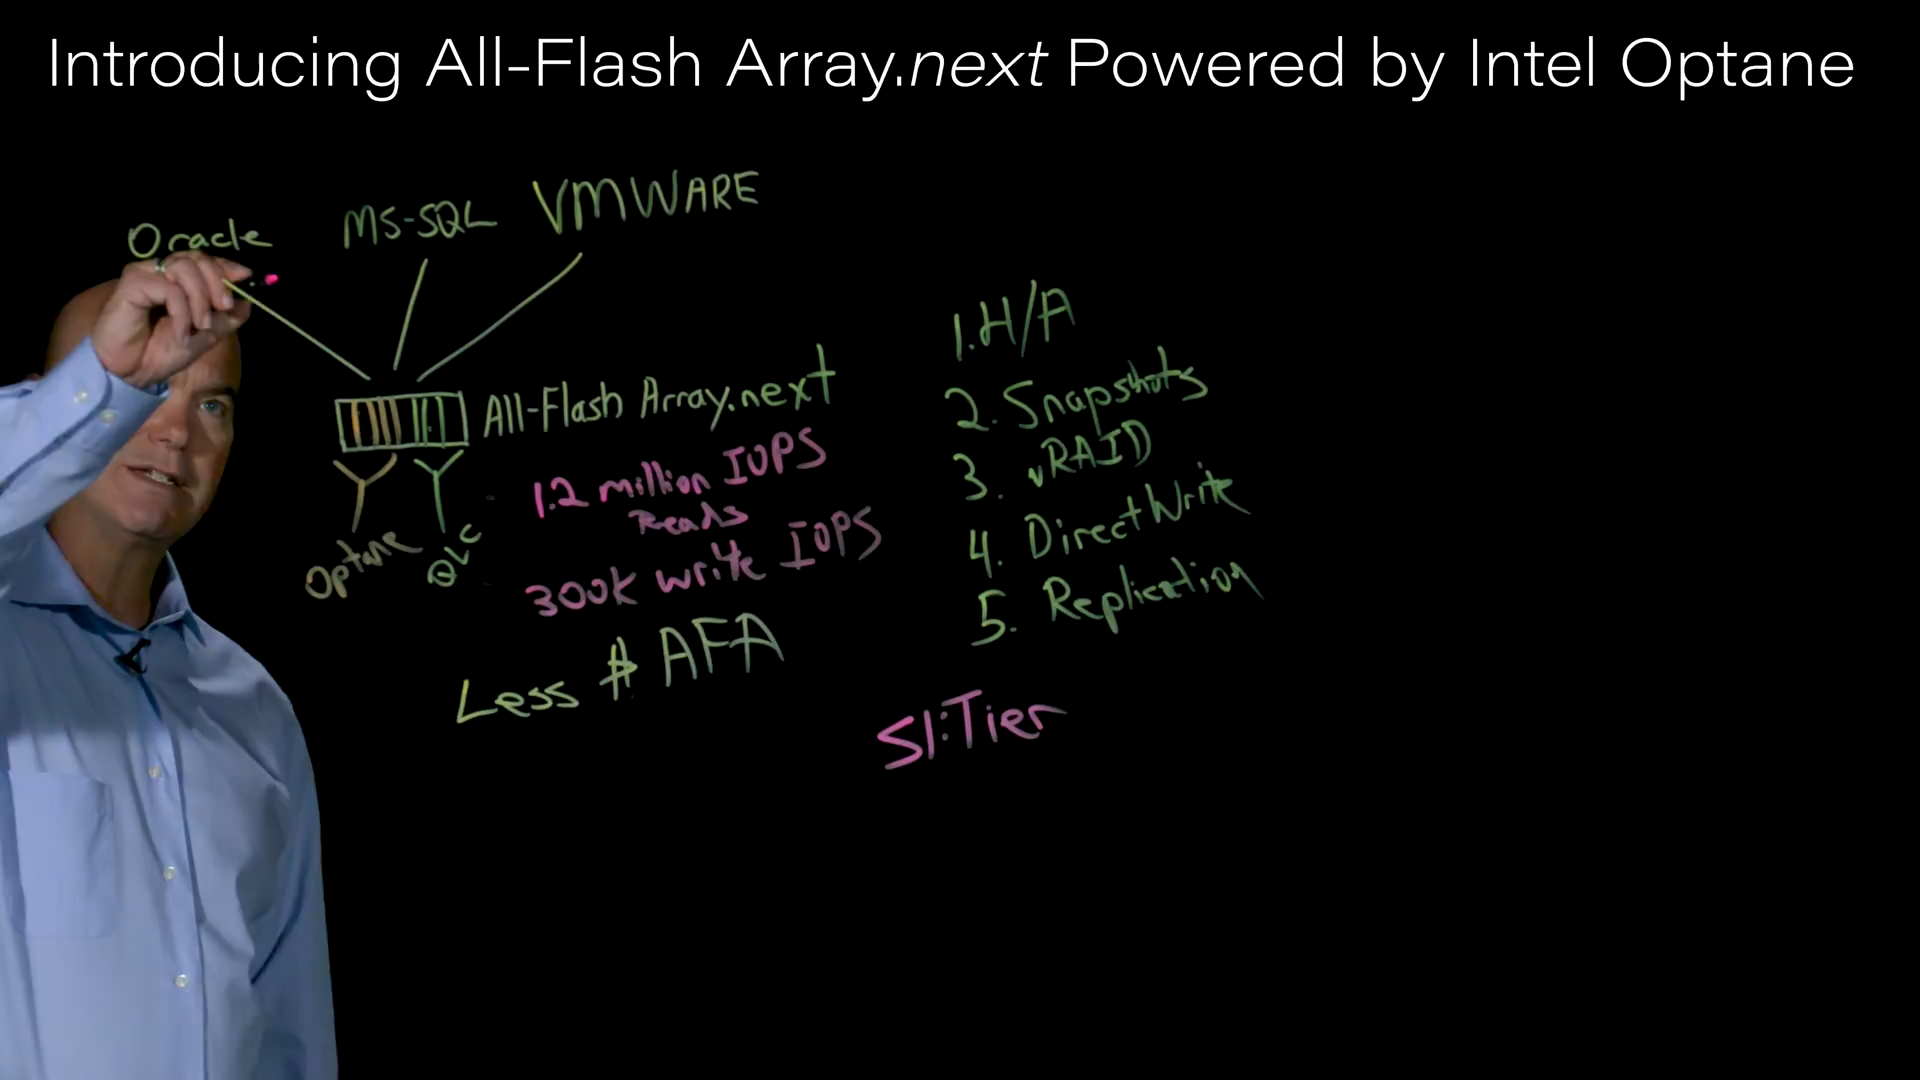 Introducing All-Flash Array.next Powered by Intel Optane
Oracle
MS-SQL
VMWARE
All-Flash Array.next
Optane
QLC
1.2 million IOPS
Reads
300k write IOPS
Less $ AFA
1. H/A
2. Snapshots
3. vRAID
4. DirectWrite
5. Replication
S1:Tier